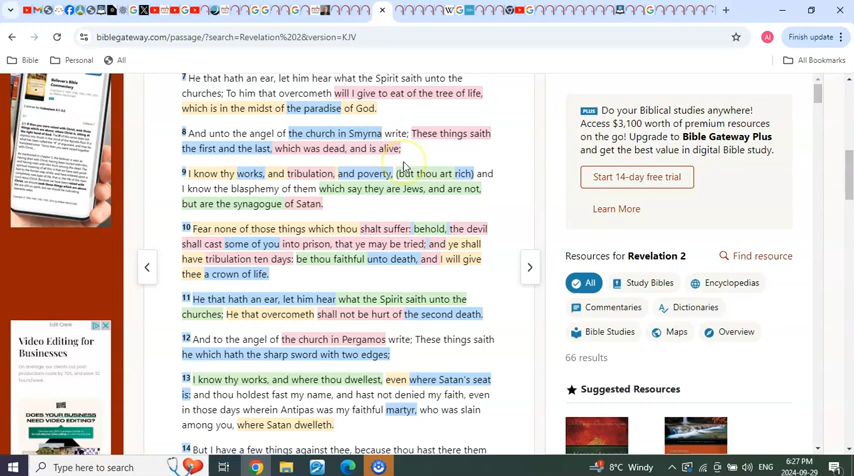 Finish update
biblegateway.com/passage/?search=Revelation%202&version=KJV
AI
Bible
Personal
All
All Bookmarks
7 He that hath an ear, let him hear what the Spirit saith unto the
churches; To him that overcometh will I give to eat of the tree of life,
which is in the midst of the paradise of God.
8 And unto the angel of the church in Smyrna write; These things saith
the first and the last, which was dead, and is alive;
9 I know thy works, and tribulation, and poverty, (but thou art rich) and
I know the blasphemy of them which say they are Jews, and are not,
but are the synagogue of Satan.
10 Fear none of those things which thou shalt suffer: behold, the devil
shall cast some of you into prison, that ye may be tried; and ye shall
have tribulation ten days: be thou faithful unto death, and I will give
thee a crown of life.
11 He that hath an ear, let him hear what the Spirit saith unto the
churches; He that overcometh shall not be hurt of the second death.
12 And to the angel of the church in Pergamos write; These things saith
he which hath the sharp sword with two edges;
13 I know thy works, and where thou dwellest, even where Satan's seat
is: and thou holdest fast my name, and hast not denied my faith, even
in those days wherein Antipas was my faithful martyr, who was slain
among you, where Satan dwelleth.
14 But I have a few things against thee, because thou hast there them
PLUS Do your Biblical studies anywhere!
Access $3,100 worth of premium resources
on the go! Upgrade to Bible Gateway Plus
and get the best value in digital Bible study.
Start 14-day free trial
Learn More
Resources for Revelation 2
Find resource
All
Study Bibles
Encyclopedias
Commentaries
Dictionaries
Bible Studies
Maps
Overview
66 results
Suggested Resources
Video Editing for
Businesses
Type here to search
8°C Windy
ENG
6:27 PM
2024-09-29